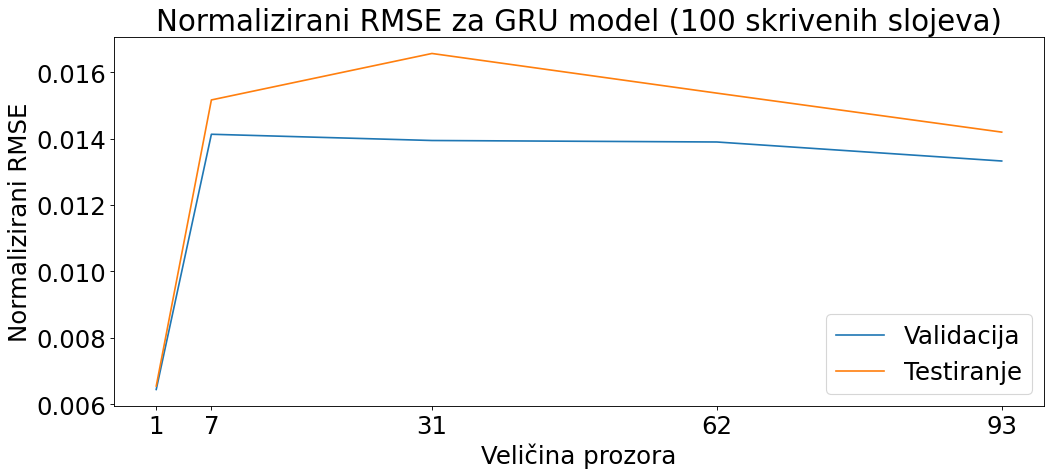 Normalizirani RMSE za GRU model (100 skrivenih slojeva)
Normalizirani RMSE
0.016
0.014
0.012
0.010
0.008
0.006
Validacija
Testiranje
1 7 31 62 93
Veličina prozora